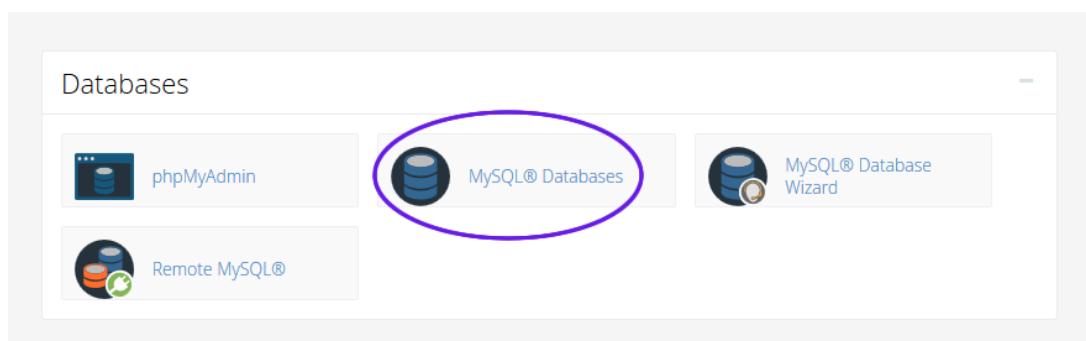 Databases
phpMyAdmin
MySQL® Databases
MySQL® Database
Wizard
Remote MySQL®